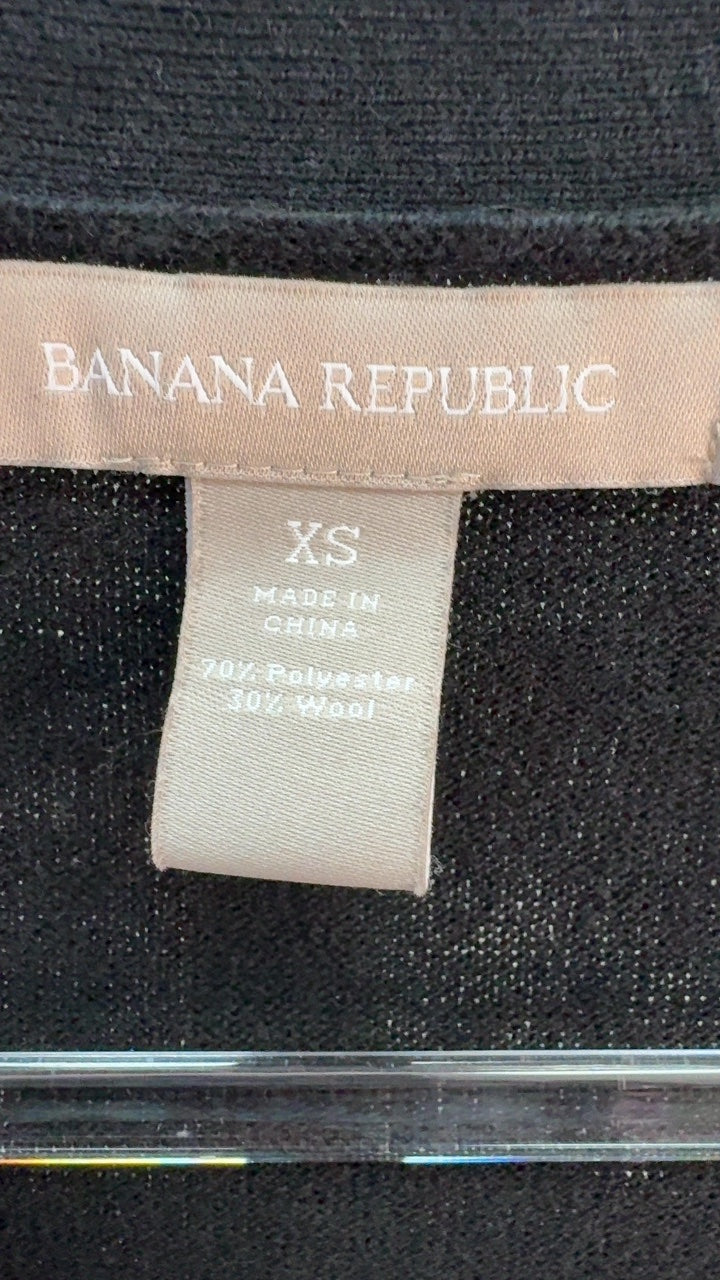 BANANA REPUBLIC
XS
MADE IN
CHINA
70% Polyester
30% Wool